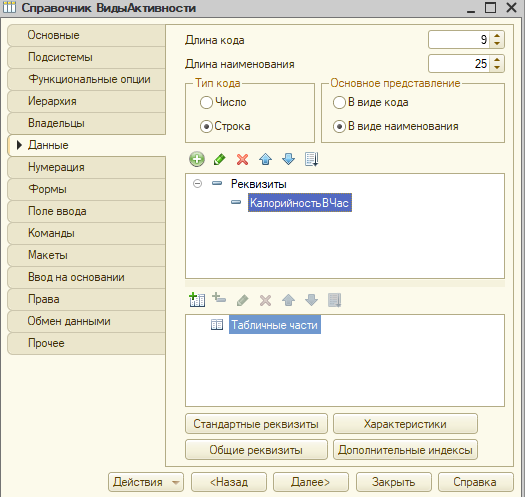 Справочник ВидыАктивности
Основные
Подсистемы
Функциональные опции
Иерархия
Владельцы
Данные
Нумерация
Формы
Поле ввода
Команды
Макеты
Ввод на основании
Права
Обмен данными
Прочее
Длина кода 9
Длина наименования 25
Тип кода
Число
Строка
Основное представление
В виде кода
В виде наименования
Реквизиты
КалорийностьВЧас
Табличные части
Стандартные реквизиты Характеристики
Общие реквизиты Дополнительные индексы
Действия <Назад Далее> Закрыть Справка